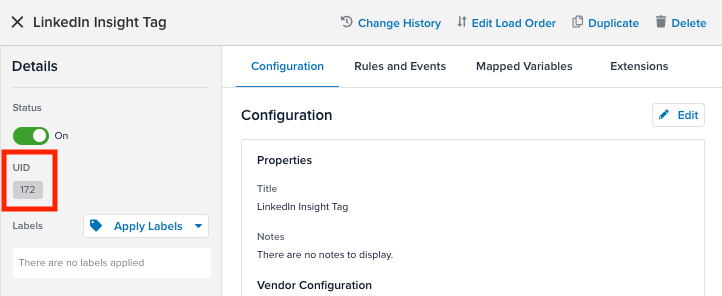 LinkedIn Insight Tag
Change History
Edit Load Order
Duplicate
Delete
Details
Status
On
UID
172
Labels
Apply Labels
There are no labels applied
Configuration
Rules and Events
Mapped Variables
Extensions
Configuration
Edit
Properties
Title
LinkedIn Insight Tag
Notes
There are no notes to display.
Vendor Configuration